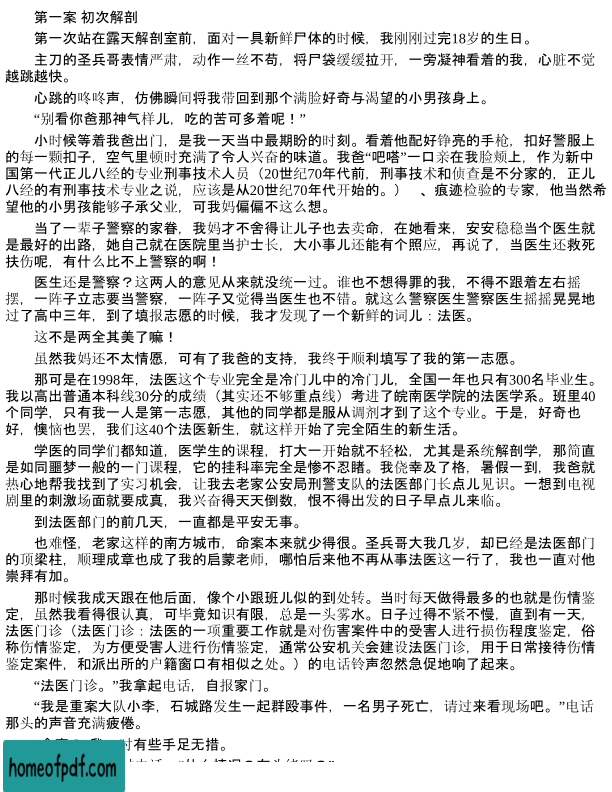 第一案 初次解剖
第一次站在露天解剖室前，面对一具新鲜尸体的时候，我刚刚过完18岁的生日。
主刀的圣兵哥表情严肃，动作一丝不苟，将尸袋缓缓拉开，一旁凝神看着的我，心脏不觉
越跳越快。
心跳的咚咚声，仿佛瞬间将我带回到那个满脸好奇与渴望的小男孩身上。
“别看你爸那神气样儿，吃的苦可多着呢！”
小时候等着我爸出门，是我一天当中最期盼的时刻。看着他配好铮亮的手枪，扣好警服上
的每一颗扣子，空气里顿时充满了令人兴奋的味道。我爸“吧嗒”一口亲在我脸颊上，作为新中
国第一代正儿八经的专业刑事技术人员（20世纪70年代前，刑事技术和侦查是不分家的，正儿
八经的有刑事技术专业之说，应该是从20世纪70年代开始的。） 、痕迹检验的专家，他当然希
望他的小男孩能够子承父业，可我妈偏偏不这么想。
当了一辈子警察的家眷，我妈才不舍得让儿子也去卖命，在她看来，安安稳稳当个医生就
是最好的出路，她自己就在医院里当护士长，大小事儿还能有个照应，再说了，当医生还救死
扶伤呢，有什么比不上警察的啊！
医生还是警察？这两人的意见从来就没统一过。谁也不想得罪的我，不得不跟着左右摇
摆，一阵子立志要当警察，一阵子又觉得当医生也不错。就这么警察医生警察医生摇摇晃晃地
过了高中三年，到了填报志愿的时候，我才发现了一个新鲜的词儿：法医。
这不是两全其美了嘛！
虽然我妈还不太情愿，可有了我爸的支持，我终于顺利填写了我的第一志愿。
那可是在1998年，法医这个专业完全是冷门儿中的冷门儿，全国一年也只有300名毕业生。
我以高出普通本科线30分的成绩（其实还不够重点线）考进了皖南医学院的法医学系。班里40
个同学，只有我一人是第一志愿，其他的同学都是服从调剂才到了这个专业。于是，好奇也
好，懊恼也罢，我们这40个法医新生，就这样开始了完全陌生的新生活。
学医的同学们都知道，医学生的课程，打大一开始就不轻松，尤其是系统解剖学，那简直
是如同噩梦一般的一门课程，它的挂科率完全是惨不忍睹。我侥幸及了格，暑假一到，我爸就
热心地帮我找到了实习机会，让我去老家公安局刑警支队的法医部门长点儿见识。一想到电视
剧里的刺激场面就要成真，我兴奋得天天倒数，恨不得出发的日子早点儿来临。
到法医部门的前几天，一直都是平安无事。
也难怪，老家这样的南方城市，命案本来就少得很。圣兵哥大我几岁，却已经是法医部门
的顶梁柱，顺理成章也成了我的启蒙老师，哪怕后来他不再从事法医这一行了，我也一直对他
崇拜有加。
那时候我成天跟在他后面，像个小跟班儿似的到处转。当时每天做得最多的也就是伤情鉴
定，虽然我看得很认真，可毕竟知识有限，总是一头雾水。日子过得不紧不慢，直到有一天，
法医门诊（法医门诊：法医的一项重要工作就是对伤害案件中的受害人进行损伤程度鉴定，俗
称伤情鉴定，为方便受害人进行伤情鉴定，通常公安机关会建设法医门诊，用于日常接待伤情
鉴定案件，和派出所的户籍窗口有相似之处。）的电话铃声忽然急促地响了起来。
“法医门诊。”我拿起电话，自报家门。
“我是重案大队小李，石城路发生一起群殴事件，一名男子死亡，请过来看现场吧。”电话
那头的声音充满疲倦。
时有些手足无措。
homeofpdf.com